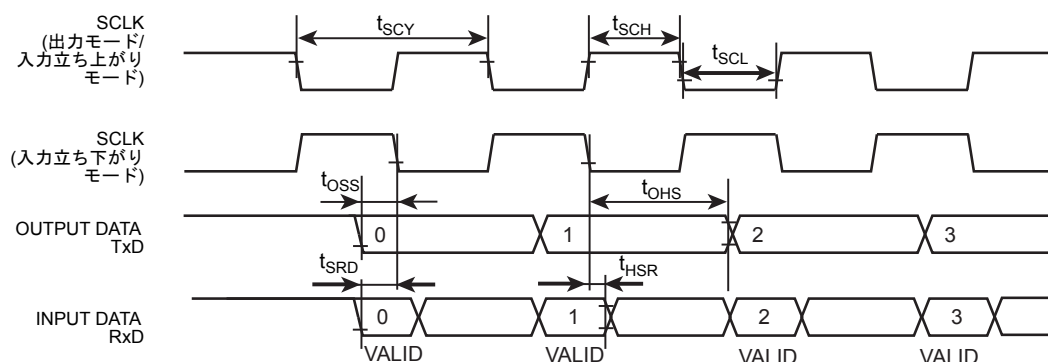 SCLK
(出力モード/
入力立ち上がり
モード)
tSCY
tSCH
tSCL
SCLK
(入力立ち下がり
モード)
tOSS
tOHS
OUTPUT DATA
TxD
0
1
2
3
tSRD
tHSR
INPUT DATA
RxD
0
1
2
3
VALID
VALID
VALID
VALID